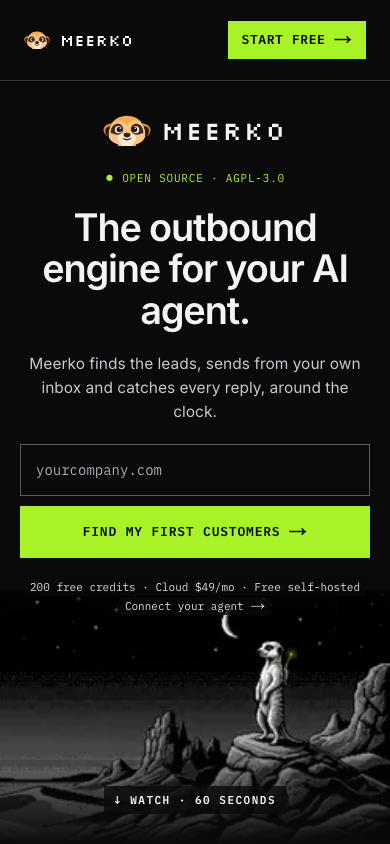 MEERKO
START FREE →
MEERKO
● OPEN SOURCE · AGPL-3.0
The outbound
engine for your AI
agent.
Meerko finds the leads, sends from your own
inbox and catches every reply, around the
clock.
yourcompany.com
FIND MY FIRST CUSTOMERS →
200 free credits · Cloud $49/mo · Free self-hosted
Connect your agent →
↓ WATCH · 60 SECONDS